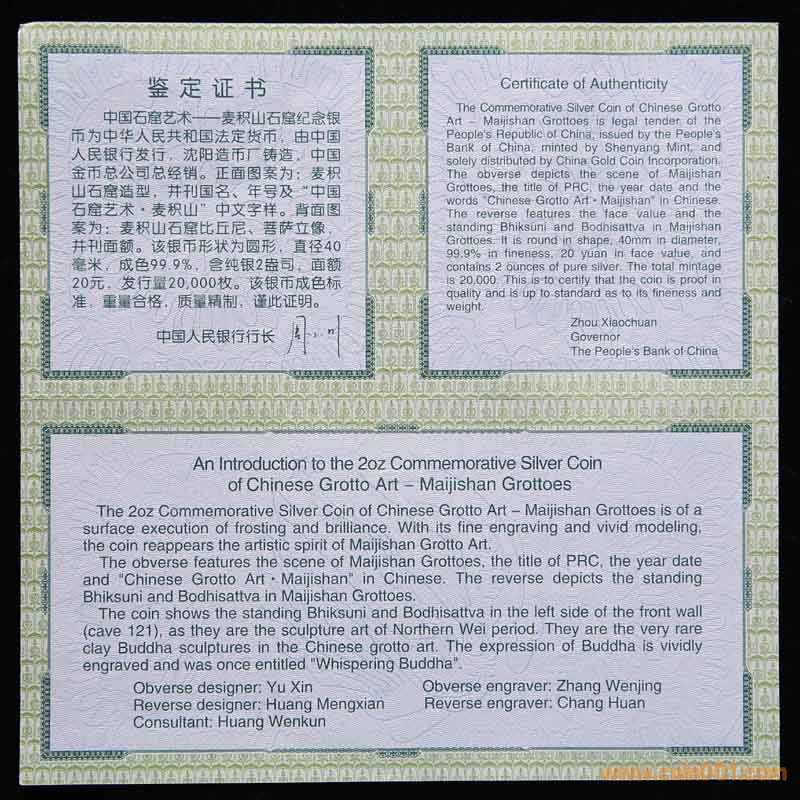 鉴定证书
中国石窟艺术——麦积山石窟纪念银
币为中华人民共和国法定货币，由中国
人民银行发行，沈阳造币厂铸造，中国
金币总公司总经销。正面图案为：麦积
山石窟造型，并刊国名、年号及“中国
石窟艺术·麦积山”中文字样。背面图
案为：麦积山石窟比丘尼、菩萨立像，
并刊面额。该银币形状为圆形，直径40
毫米，成色99.9%，含纯银2盎司，面额
20元，发行量20,000枚。该银币成色标
准，重量合格，质量精制，谨此证明。
中国人民银行行长 周小川
Certificate of Authenticity
The Commemorative Silver Coin of Chinese Grotto
Art – Maijishan Grottoes is legal tender of the
People's Republic of China, issued by the People's
Bank of China, minted by Shenyang Mint, and
solely distributed by China Gold Coin Incorporation.
The obverse depicts the scene of Maijishan
Grottoes, the title of PRC, the year date and the
words "Chinese Grotto Art·Maijishan" in Chinese.
The reverse features the face value and the
standing Bhiksuni and Bodhisattva in Maijishan
Grottoes. It is round in shape, 40mm in diameter,
99.9% in fineness, 20 yuan in face value, and
contains 2 ounces of pure silver. The total mintage
is 20,000. This is to certify that the coin is proof in
quality and is up to standard as to its fineness and
weight.
Zhou Xiaochuan
Governor
The People's Bank of China
An Introduction to the 2oz Commemorative Silver Coin
of Chinese Grotto Art – Maijishan Grottoes
The 2oz Commemorative Silver Coin of Chinese Grotto Art – Maijishan Grottoes is of a
surface execution of frosting and brilliance. With its fine engraving and vivid modeling,
the coin reappears the artistic spirit of Maijishan Grotto Art.
The obverse features the scene of Maijishan Grottoes, the title of PRC, the year date
and "Chinese Grotto Art·Maijishan" in Chinese. The reverse depicts the standing
Bhiksuni and Bodhisattva in Maijishan Grottoes.
The coin shows the standing Bhiksuni and Bodhisattva in the left side of the front wall
(cave 121), as they are the sculpture art of Northern Wei period. They are the very rare
clay Buddha sculptures in the Chinese grotto art. The expression of Buddha is vividly
engraved and was once entitled "Whispering Buddha".
Obverse designer: Yu Xin Obverse engraver: Zhang Wenjing
Reverse designer: Huang Mengxian Reverse engraver: Chang Huan
Consultant: Huang Wenkun
www.coin001.com